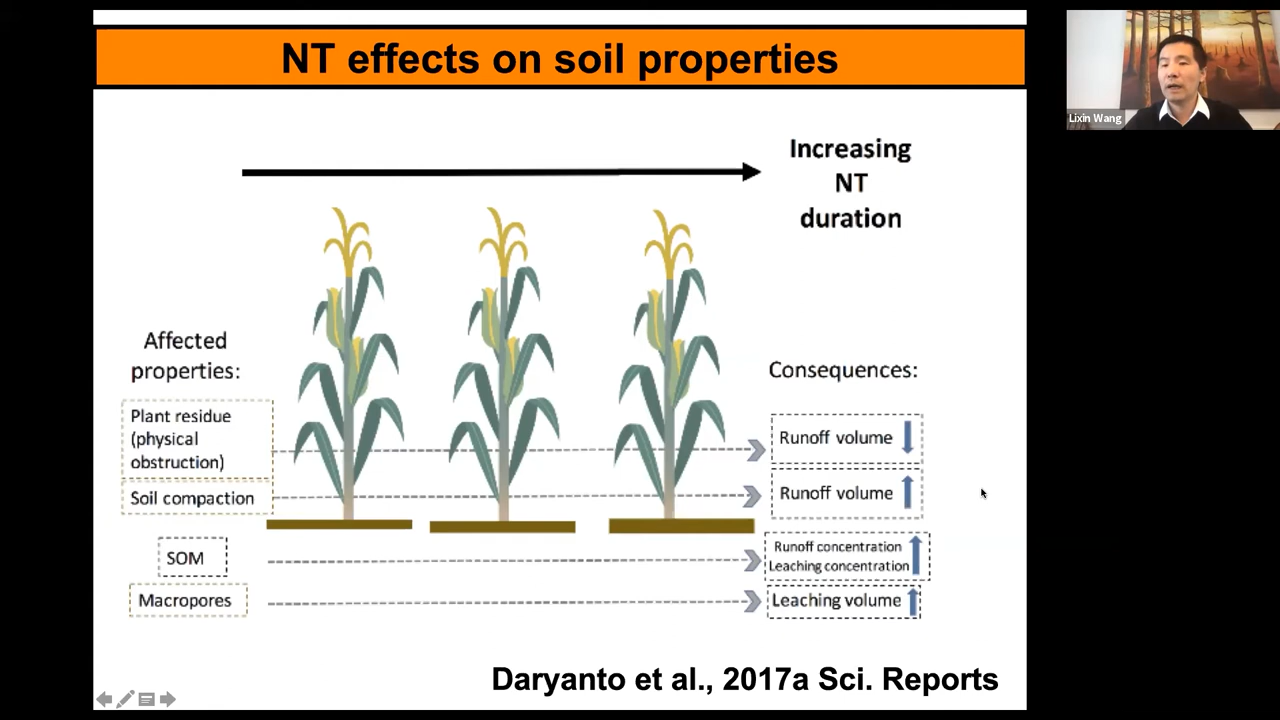 NT effects on soil properties
Lixin Wang
Increasing
NT
duration
Affected
properties:
Consequences:
Plant residue
(physical
obstruction)
Runoff volume
Soil compaction
Runoff volume
SOM
Runoff concentration
Leaching concentration
Macropores
Leaching volume
Daryanto et al., 2017a Sci. Reports